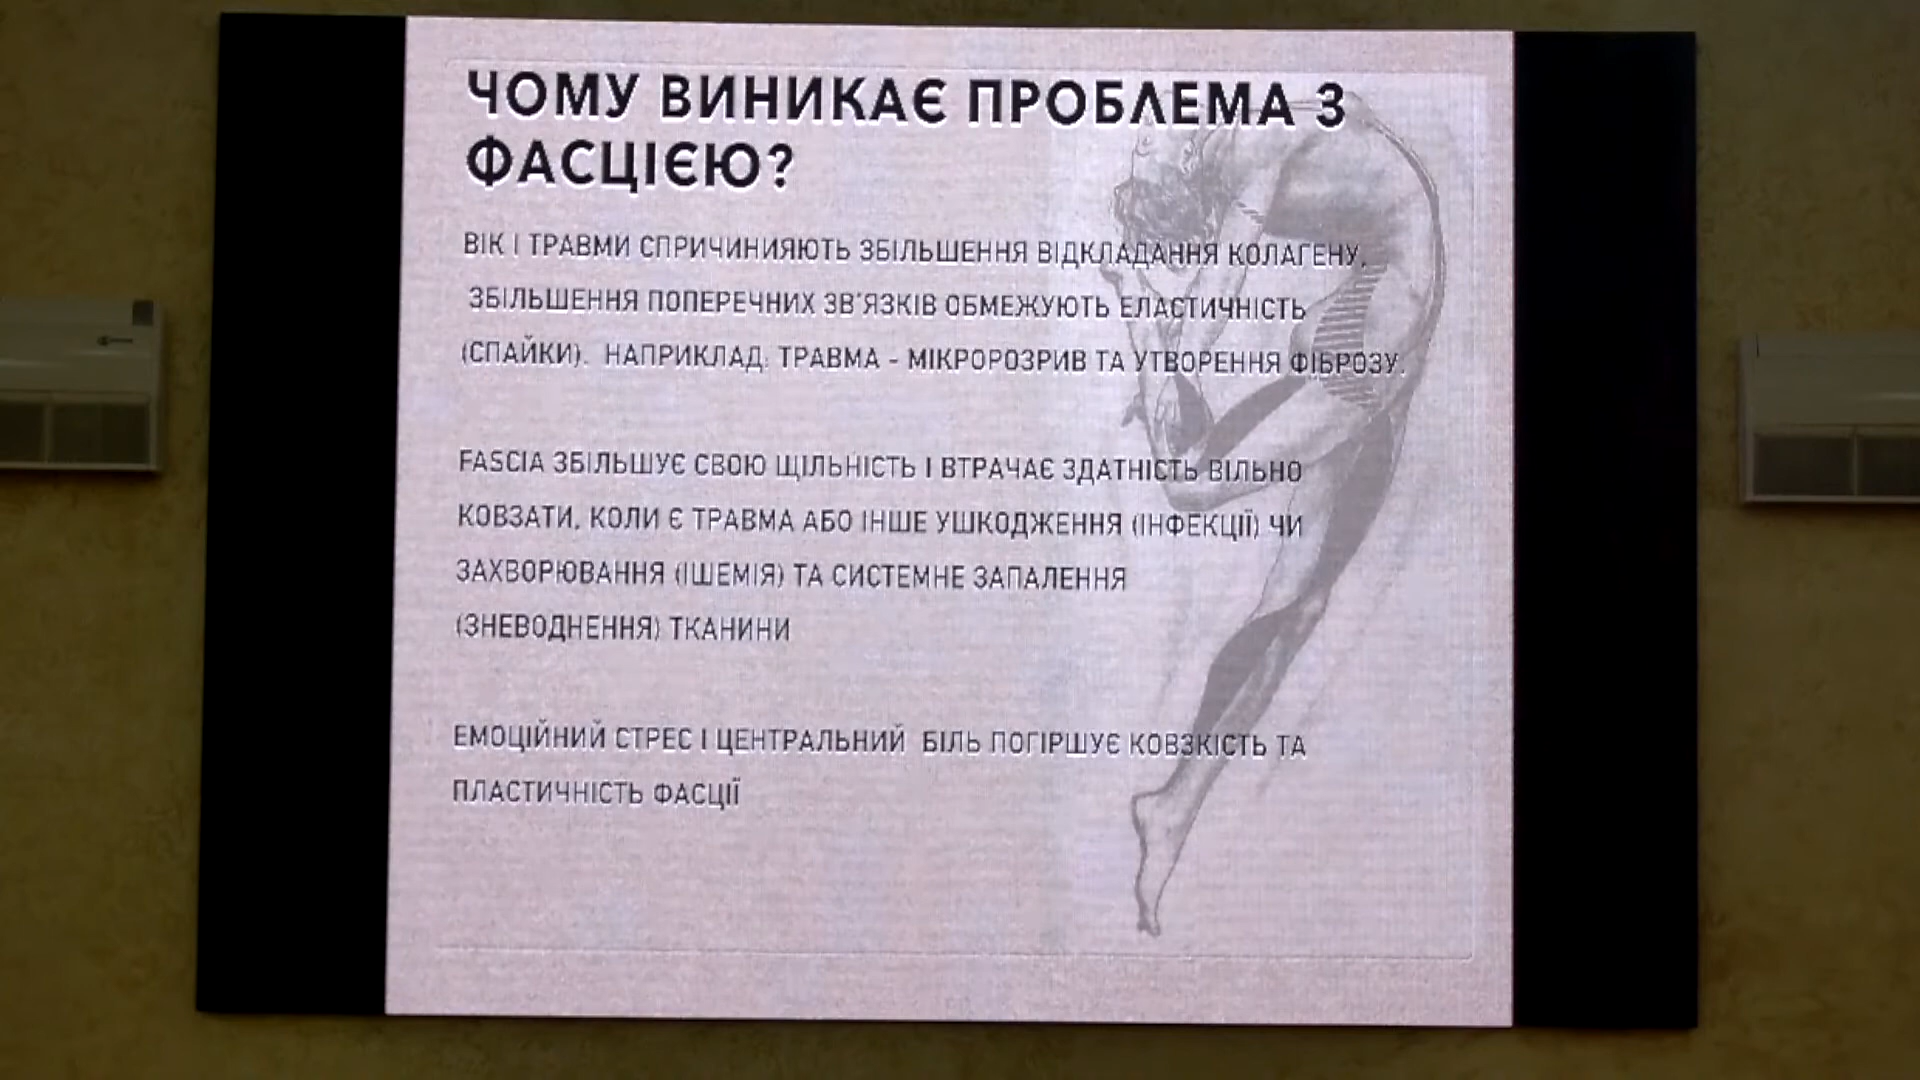 ЧОМУ ВИНИКАЄ ПРОБЛЕМА З
ФАСЦІЄЮ?
ВІК І ТРАВМИ СПРИЧИНИЯЮТЬ ЗБІЛЬШЕННЯ ВІДКЛАДАННЯ КОЛАГЕНУ,
ЗБІЛЬШЕННЯ ПОПЕРЕЧНИХ ЗВ'ЯЗКІВ ОБМЕЖУЮТЬ ЕЛАСТИЧНІСТЬ
(СПАЙКИ). НАПРИКЛАД: ТРАВМА - МІКРОРОЗРИВ ТА УТВОРЕННЯ ФІБРОЗУ.
FASCIA ЗБІЛЬШУЄ СВОЮ ЩІЛЬНІСТЬ І ВТРАЧАЄ ЗДАТНІСТЬ ВІЛЬНО
КОВЗАТИ, КОЛИ Є ТРАВМА АБО ІНШЕ УШКОДЖЕННЯ (ІНФЕКЦІЇ) ЧИ
ЗАХВОРЮВАННЯ (ІШЕМІЯ) ТА СИСТЕМНЕ ЗАПАЛЕННЯ
(ЗНЕВОДНЕННЯ) ТКАНИНИ
ЕМОЦІЙНИЙ СТРЕС І ЦЕНТРАЛЬНИЙ БІЛЬ ПОГІРШУЄ КОВЗКІСТЬ ТА
ПЛАСТИЧНІСТЬ ФАСЦІЇ